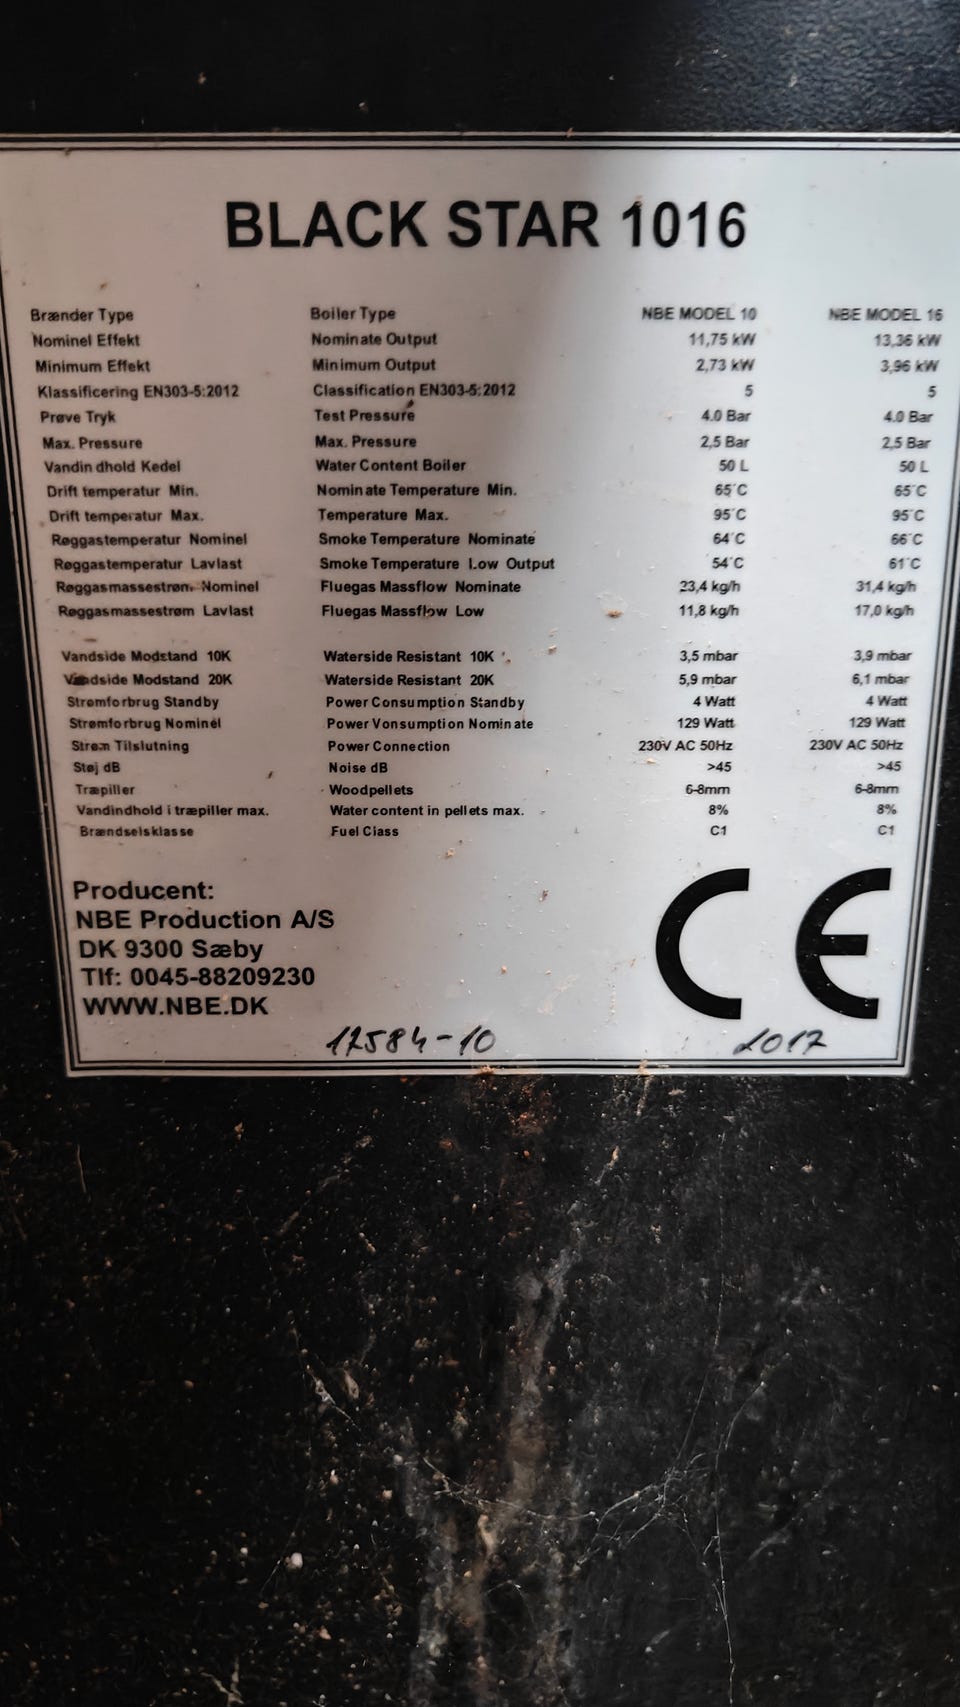 BLACK STAR 1016
Brænder Type Boiler Type NBE MODEL 10 NBE MODEL 16
Nominel Effekt Nominate Output 11,75 kW 13,36 kW
Minimum Effekt Minimum Output 2,73 kW 3,96 kW
Klassificering EN303-5:2012 Classification EN303-5:2012 5 5
Prøve Tryk Test Pressure 4.0 Bar 4.0 Bar
Max. Pressure Max. Pressure 2,5 Bar 2,5 Bar
Vandindhold Kedel Water Content Boiler 50 L 50 L
Drift temperatur Min. Nominate Temperature Min. 65°C 65°C
Drift temperatur Max. Temperature Max. 95°C 95°C
Røggastemperatur Nominel Smoke Temperature Nominate 64°C 66°C
Røggastemperatur Lavlast Smoke Temperature Low Output 54°C 61°C
Røggasmassestrøm Nominel Fluegas Massflow Nominate 23,4 kg/h 31,4 kg/h
Røggasmassestrøm Lavlast Fluegas Massflow Low 11,8 kg/h 17,0 kg/h
Vandside Modstand 10K Waterside Resistant 10K 3,5 mbar 3,9 mbar
Vandside Modstand 20K Waterside Resistant 20K 5,9 mbar 6,1 mbar
Strømforbrug Standby Power Consumption Standby 4 Watt 4 Watt
Strømforbrug Nominel Power Vonsumption Nominate 129 Watt 129 Watt
Strøm Tilslutning Power Connection 230V AC 50Hz 230V AC 50Hz
Støj dB Noise dB >45 >45
Træpiller Woodpellets 6-8mm 6-8mm
Vandindhold i træpiller max. Water content in pellets max. 8% 8%
Brændselsklasse Fuel Class C1 C1
Producent:
NBE Production A/S
DK 9300 Sæby
Tlf: 0045-88209230
WWW.NBE.DK
CE
12584-10 2017